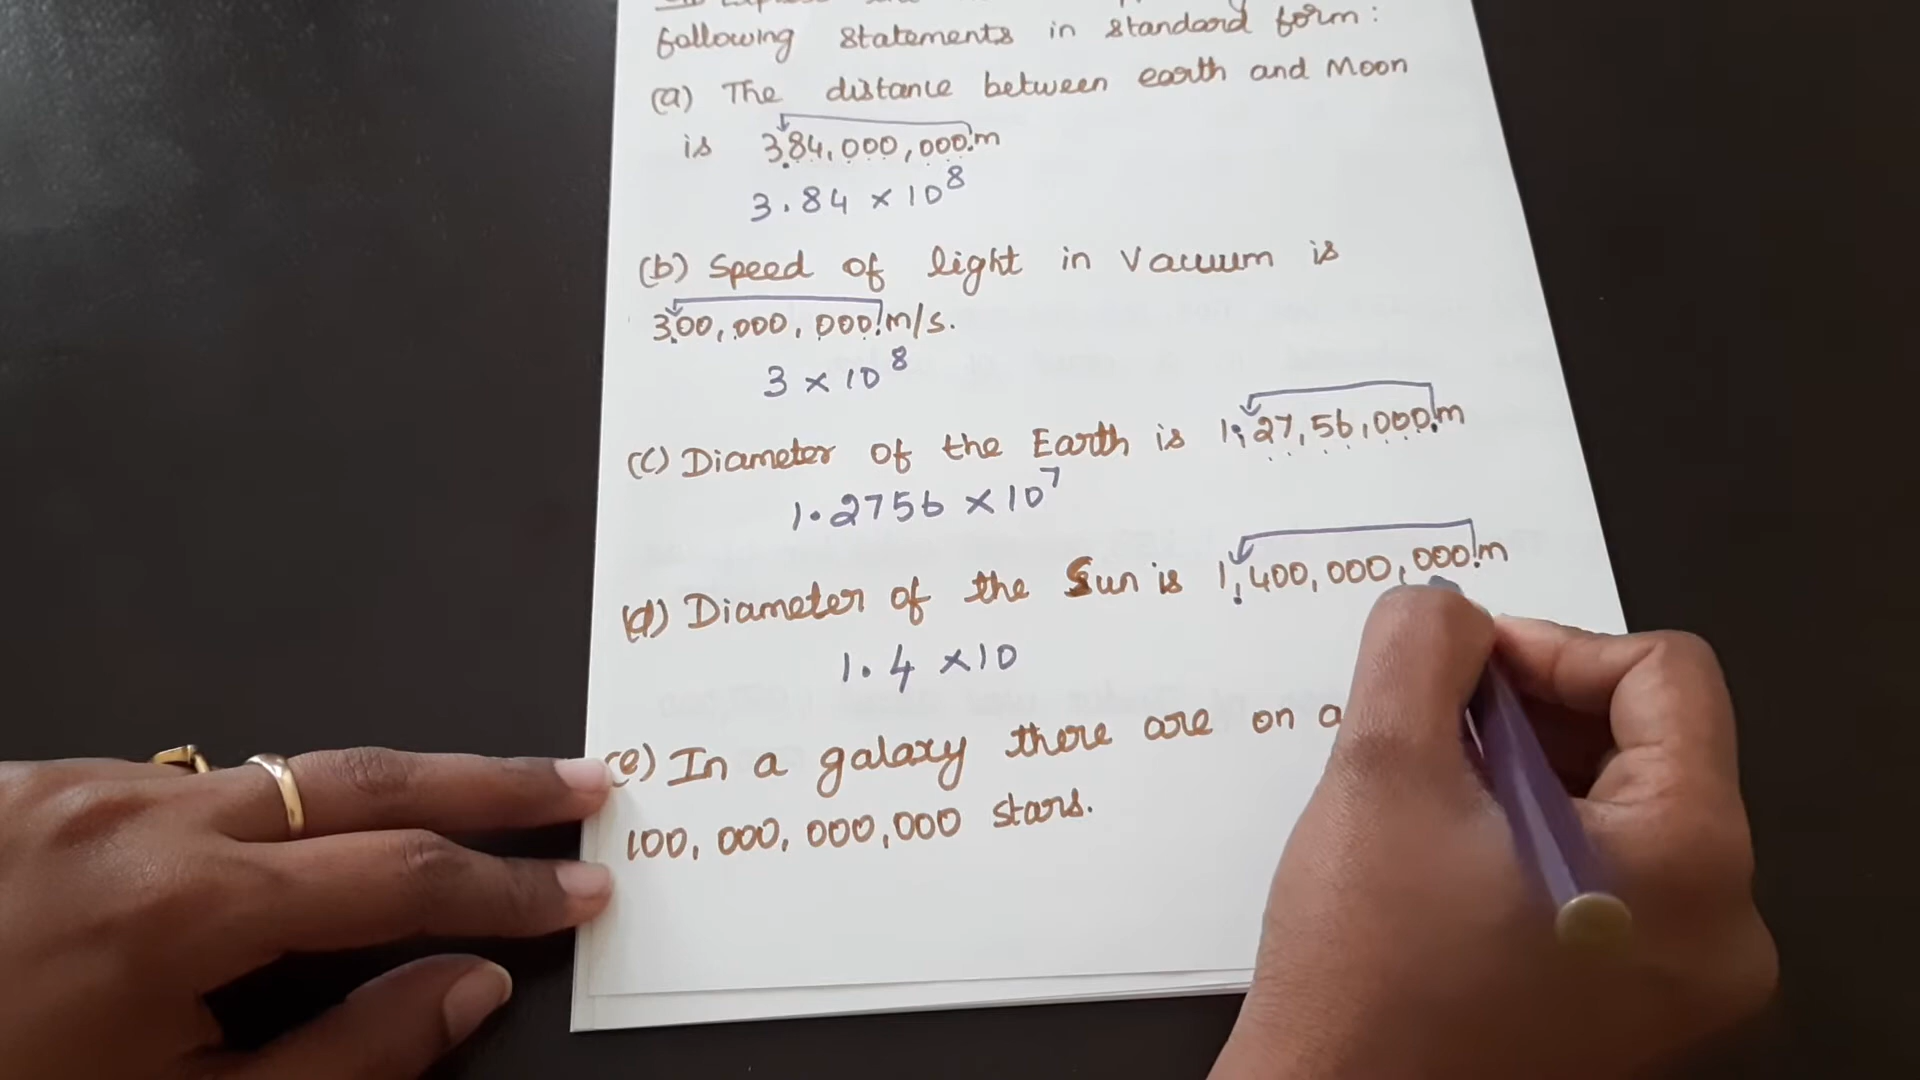 following statements in standard form:
(a) The distance between earth and Moon
is 384,000,000.m
3.84 × 10⁸
(b) Speed of light in Vacuum is
300,000,000.m/s.
3 × 10⁸
(c) Diameter of the Earth is 1,27,56,000.m
1.2756 × 10⁷
(d) Diameter of the Sun is 1,400,000,000.m
1.4 × 10
(e) In a galaxy there are on a
100,000,000,000 stars.